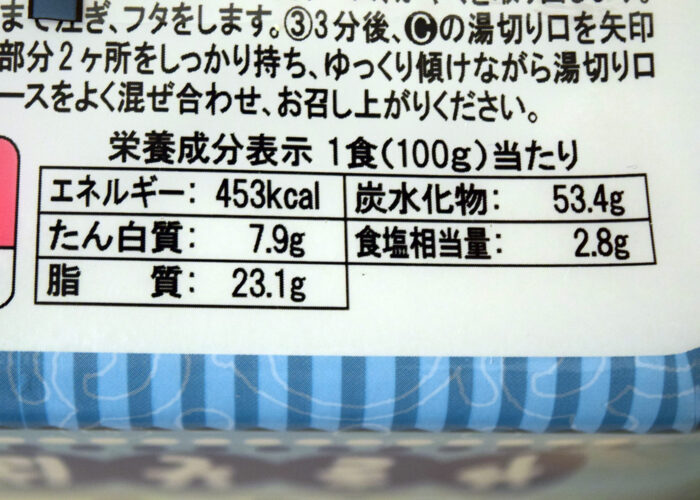 まで注ぎ、フタをします。③3分後、Ⓒの湯切り口を矢印
部分2ヶ所をしっかり持ち、ゆっくり傾けながら湯切り口
ースをよく混ぜ合わせ、お召し上がりください。
栄養成分表示 1食(100g)当たり
エネルギー: 453kcal 炭水化物: 53.4g
たん白質: 7.9g 食塩相当量: 2.8g
脂 質: 23.1g